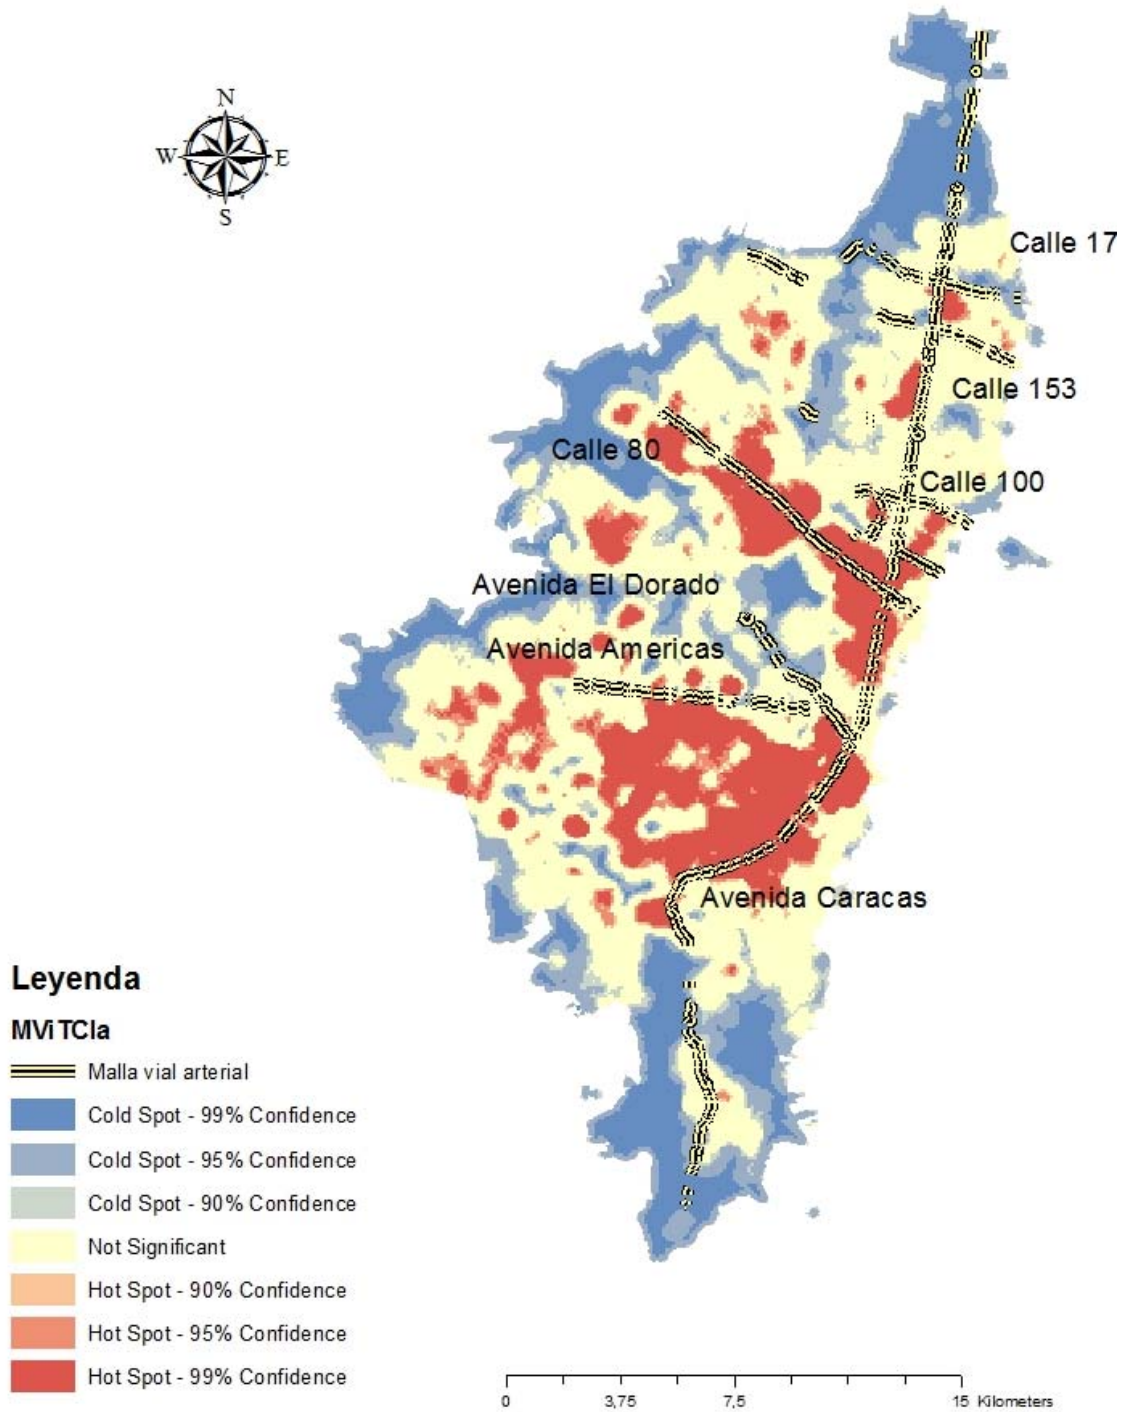 N
W E
S
Calle 17
Calle 153
Calle 80
Calle 100
Avenida El Dorado
Avenida Americas
Avenida Caracas
Leyenda
MViTCla
Malla vial arterial
Cold Spot - 99% Confidence
Cold Spot - 95% Confidence
Cold Spot - 90% Confidence
Not Significant
Hot Spot - 90% Confidence
Hot Spot - 95% Confidence
Hot Spot - 99% Confidence
0 3,75 7,5 15 Kilometers